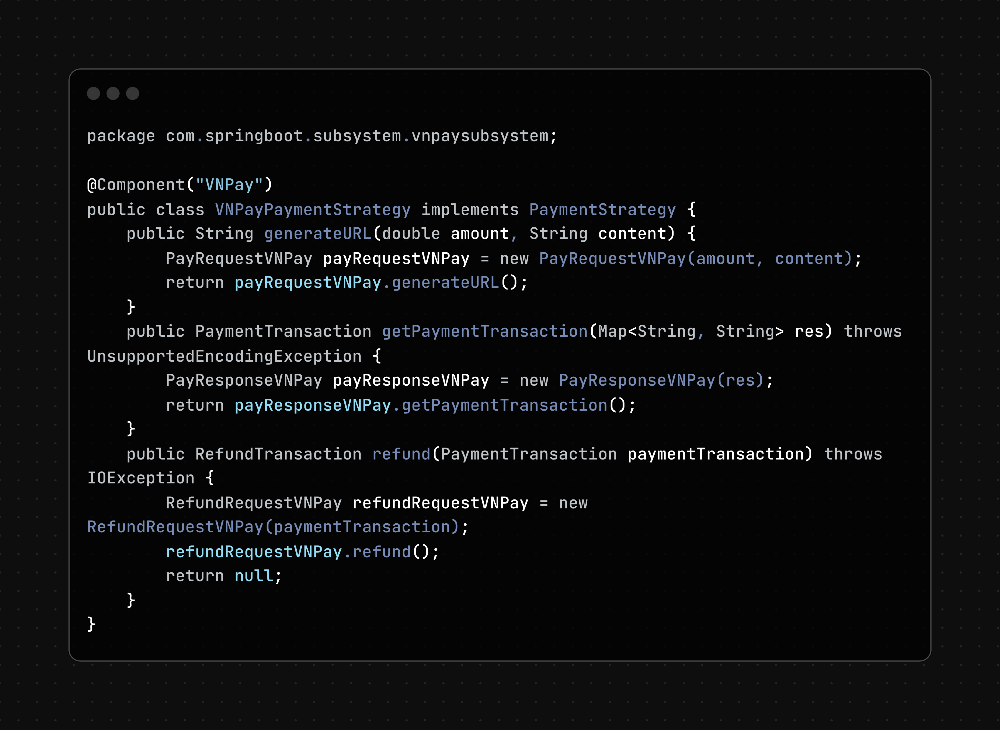 package com.springboot.subsystem.vnpaysubsystem;
@Component("VNPay")
public class VNPayPaymentStrategy implements PaymentStrategy {
    public String generateURL(double amount, String content) {
        PayRequestVNPay payRequestVNPay = new PayRequestVNPay(amount, content);
        return payRequestVNPay.generateURL();
    }
    public PaymentTransaction getPaymentTransaction(Map<String, String> res) throws
UnsupportedEncodingException {
        PayResponseVNPay payResponseVNPay = new PayResponseVNPay(res);
        return payResponseVNPay.getPaymentTransaction();
    }
    public RefundTransaction refund(PaymentTransaction paymentTransaction) throws
IOException {
        RefundRequestVNPay refundRequestVNPay = new
RefundRequestVNPay(paymentTransaction);
        refundRequestVNPay.refund();
        return null;
    }
}